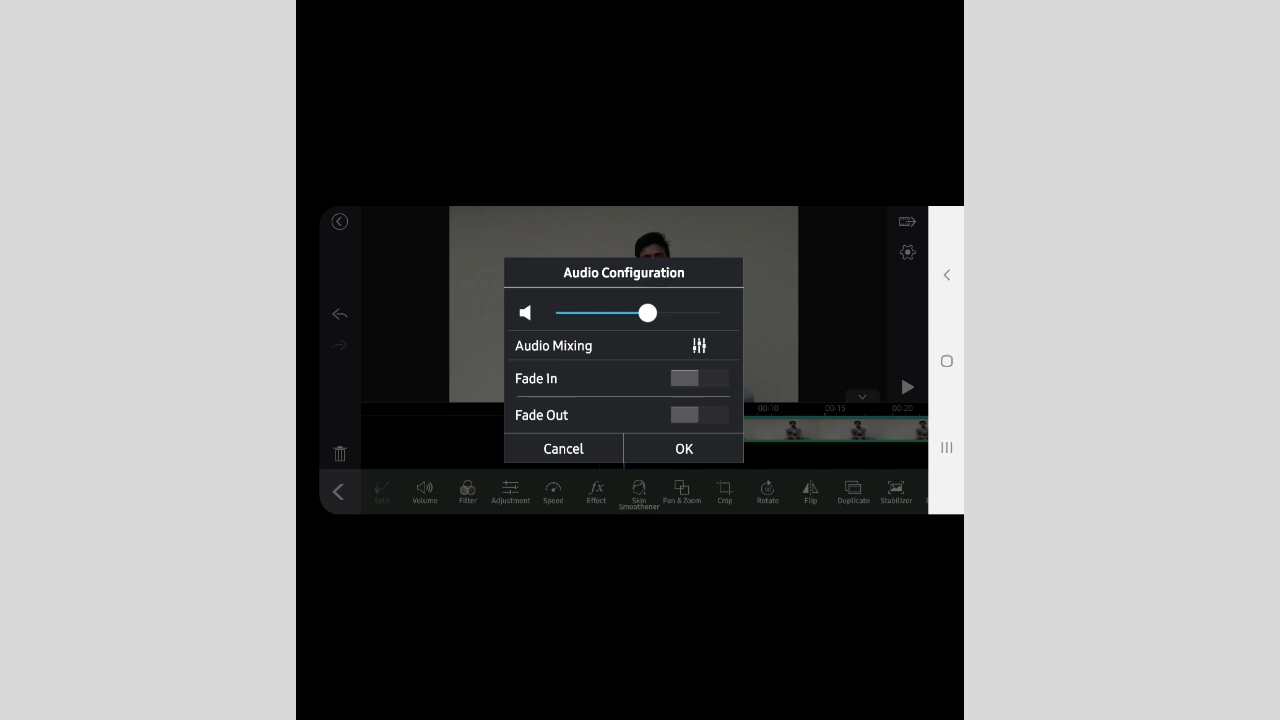 Audio Configuration
Audio Mixing
Fade In
Fade Out
Cancel OK
00:10 00:15 00:20
Split Volume Filter Adjustment Speed Effect Skin Smoothener Pan & Zoom Crop Rotate Flip Duplicate Stabilizer